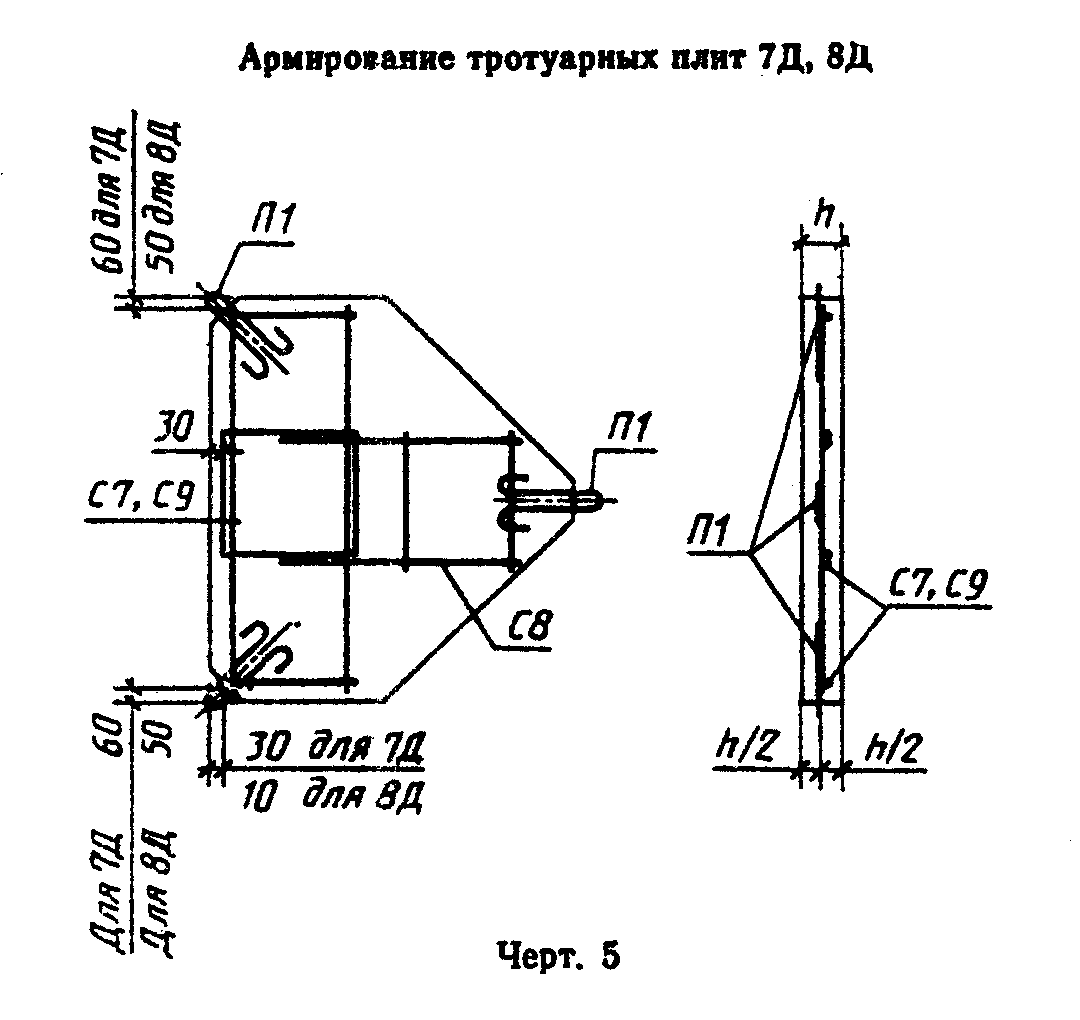 Армирование тротуарных плит 7Д, 8Д
60 для 7Д
50 для 8Д
П1
h
30
П1
С7, С9
П1
С7, С9
С8
60
50
Для 7Д
Для 8Д
30 для 7Д
10 для 8Д
h/2
h/2
Черт. 5